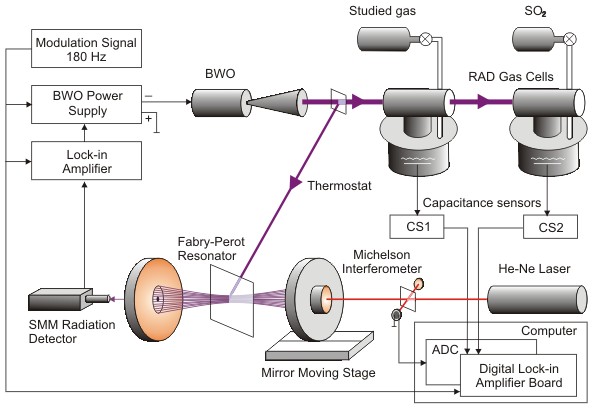 Studied gas
SO₂
Modulation Signal
180 Hz
BWO
RAD Gas Cells
BWO Power
Supply
−
+
Lock-in
Amplifier
Thermostat
Capacitance sensors
CS1
CS2
Fabry-Perot
Resonator
Michelson
Interferometer
He-Ne Laser
SMM Radiation
Detector
Mirror Moving Stage
Computer
ADC
Digital Lock-in
Amplifier Board